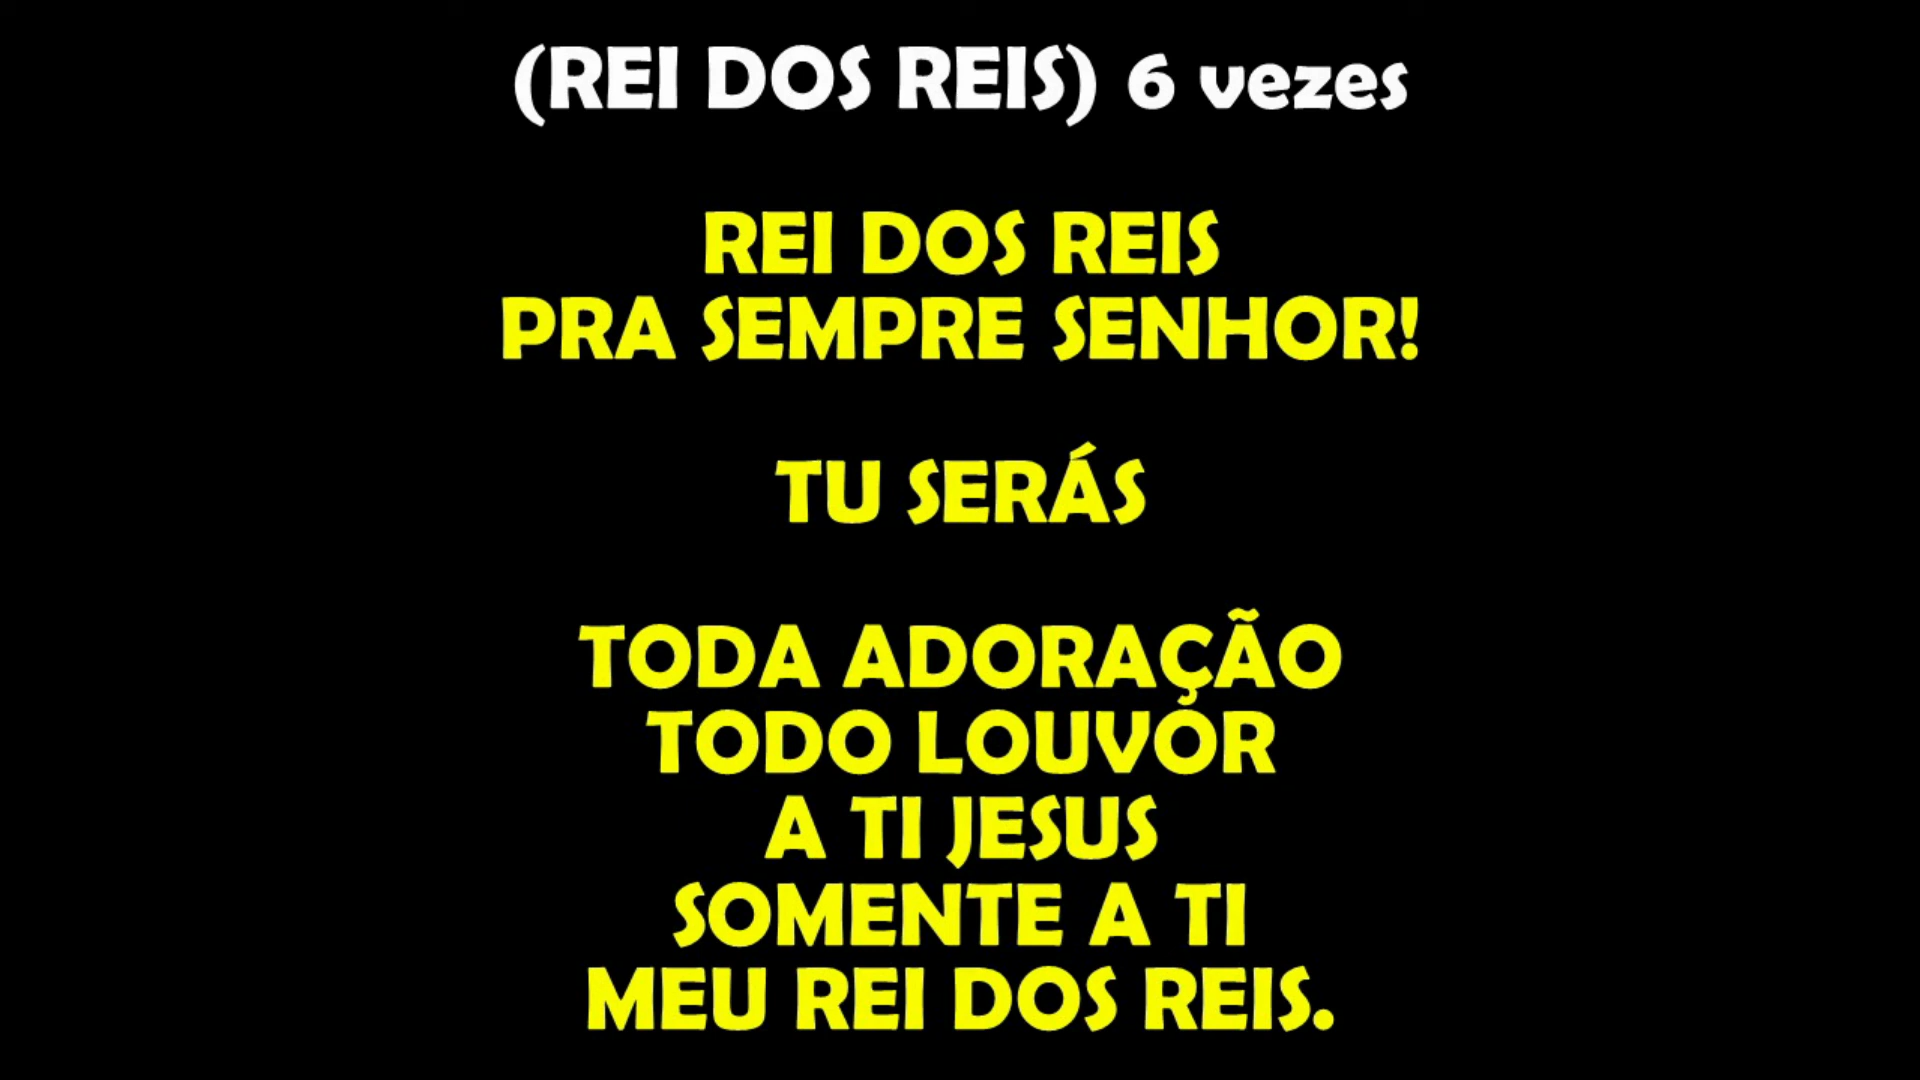 (REI DOS REIS) 6 vezes
REI DOS REIS
PRA SEMPRE SENHOR!
TU SERÁS
TODA ADORAÇÃO
TODO LOUVOR
A TI JESUS
SOMENTE A TI
MEU REI DOS REIS.